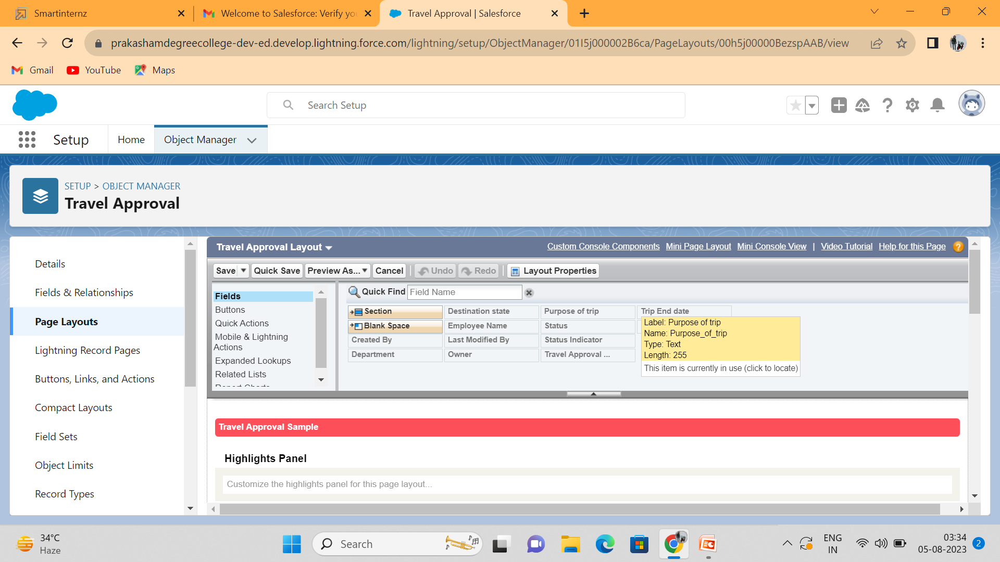 Smartinternz
Welcome to Salesforce: Verify yo
Travel Approval | Salesforce
prakashamdegreecollege-dev-ed.develop.lightning.force.com/lightning/setup/ObjectManager/01I5j000002B6ca/PageLayouts/00h5j00000BezspAAB/view
Gmail
YouTube
Maps
Search Setup
Setup
Home
Object Manager
SETUP > OBJECT MANAGER
Travel Approval
Details
Fields & Relationships
Page Layouts
Lightning Record Pages
Buttons, Links, and Actions
Compact Layouts
Field Sets
Object Limits
Record Types
Travel Approval Layout
Custom Console Components
Mini Page Layout
Mini Console View
|
Video Tutorial
Help for this Page
Save
Quick Save
Preview As...
Cancel
Undo
Redo
Layout Properties
Fields
Buttons
Quick Actions
Mobile & Lightning
Actions
Expanded Lookups
Related Lists
Report Charts
Quick Find
Field Name
Section
Destination state
Purpose of trip
Trip End date
Blank Space
Employee Name
Status
Created By
Last Modified By
Status Indicator
Department
Owner
Travel Approval ...
Label: Purpose of trip
Name: Purpose_of_trip
Type: Text
Length: 255
This item is currently in use (click to locate)
Travel Approval Sample
Highlights Panel
Customize the highlights panel for this page layout...
34°C
Haze
Search
ENG
IN
03:34
05-08-2023
2